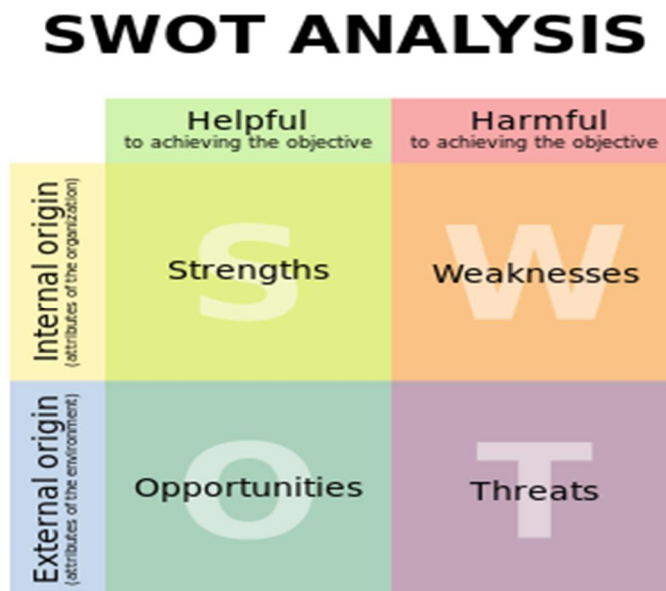 SWOT ANALYSIS
Helpful
to achieving the objective
Harmful
to achieving the objective
Internal origin
(attributes of the organization)
S
Strengths
W
Weaknesses
External origin
(attributes of the environment)
O
Opportunities
T
Threats